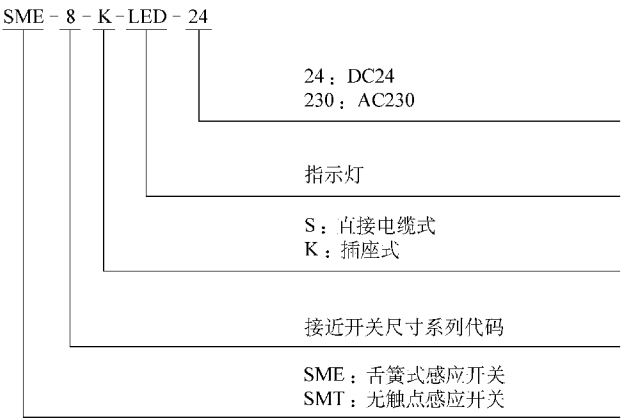 SME-8-K-LED-24
24：DC24
230：AC230
指示灯
S：直接电缆式
K：插座式
接近开关尺寸系列代码
SME：舌簧式感应开关
SMT：无触点感应开关